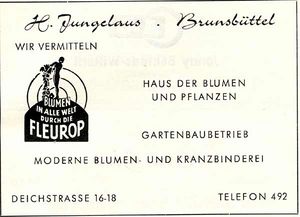 H. Jungclaus . Brunsbüttel
WIR VERMITTELN
HAUS DER BLUMEN
UND PFLANZEN
BLUMEN
IN ALLE WELT
DURCH DIE
FLEUROP
GARTENBAUBETRIEB
MODERNE BLUMEN- UND KRANZBINDEREI
DEICHSTRASSE 16-18
TELEFON 492